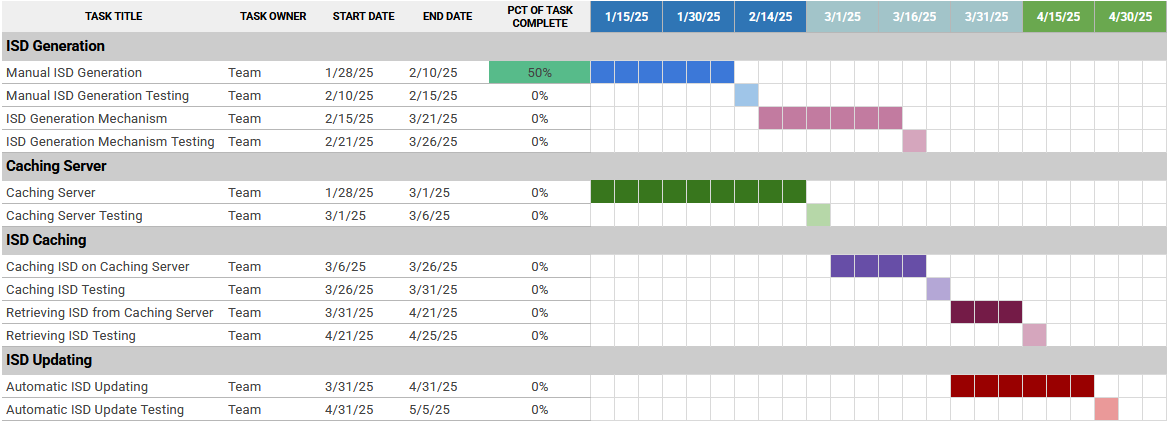 TASK TITLE TASK OWNER START DATE END DATE PCT OF TASK COMPLETE 1/15/25 1/30/25 2/14/25 3/1/25 3/16/25 3/31/25 4/15/25 4/30/25
ISD Generation
Manual ISD Generation Team 1/28/25 2/10/25 50%
Manual ISD Generation Testing Team 2/10/25 2/15/25 0%
ISD Generation Mechanism Team 2/15/25 3/21/25 0%
ISD Generation Mechanism Testing Team 2/21/25 3/26/25 0%
Caching Server
Caching Server Team 1/28/25 3/1/25 0%
Caching Server Testing Team 3/1/25 3/6/25 0%
ISD Caching
Caching ISD on Caching Server Team 3/6/25 3/26/25 0%
Caching ISD Testing Team 3/26/25 3/31/25 0%
Retrieving ISD from Caching Server Team 3/31/25 4/21/25 0%
Retrieving ISD Testing Team 4/21/25 4/25/25 0%
ISD Updating
Automatic ISD Updating Team 3/31/25 4/31/25 0%
Automatic ISD Update Testing Team 4/31/25 5/5/25 0%